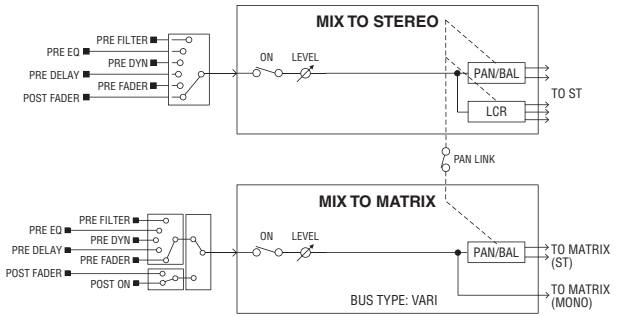 MIX TO STEREO
PRE FILTER
PRE EQ
PRE DYN
PRE DELAY
PRE FADER
POST FADER
ON
LEVEL
PAN/BAL
LCR
TO ST
PAN LINK
MIX TO MATRIX
PRE FILTER
PRE EQ
PRE DYN
PRE DELAY
PRE FADER
POST FADER
POST ON
ON
LEVEL
PAN/BAL
TO MATRIX
(ST)
TO MATRIX
(MONO)
BUS TYPE: VARI